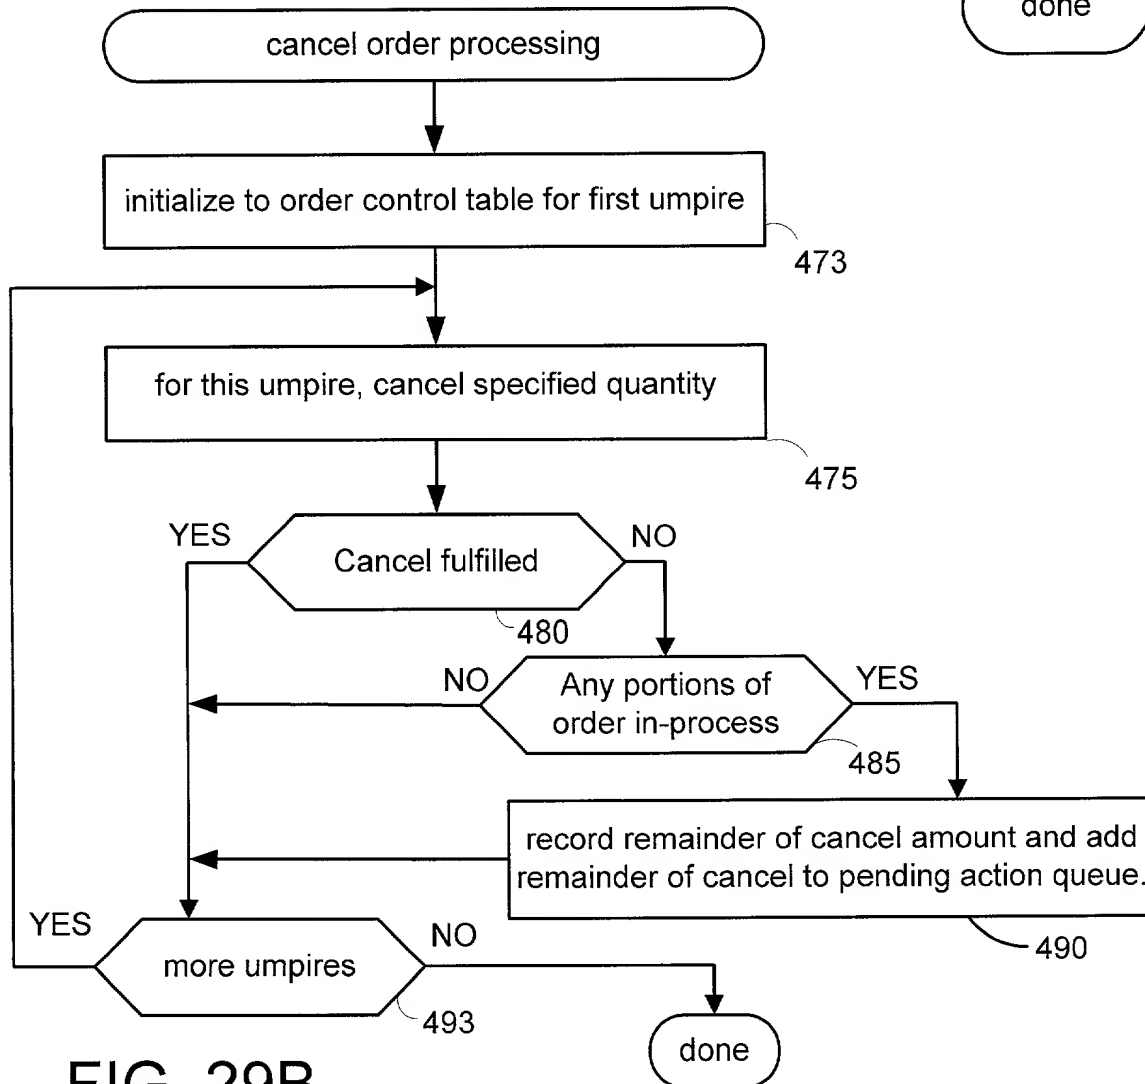 done
cancel order processing
initialize to order control table for first umpire
473
for this umpire, cancel specified quantity
475
YES
NO
Cancel fulfilled
480
NO
YES
Any portions of
order in-process
485
record remainder of cancel amount and add
remainder of cancel to pending action queue.
490
YES
NO
more umpires
493
done
FIG. 29B